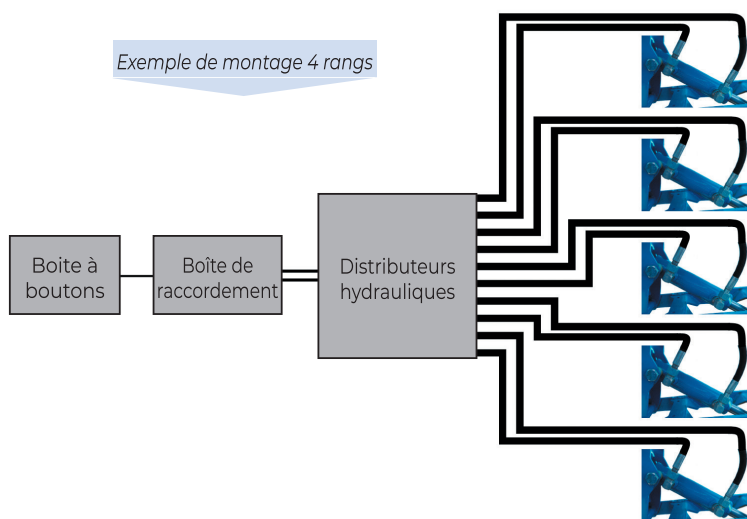 Exemple de montage 4 rangs
Boite à
boutons
Boîte de
raccordement
Distributeurs
hydrauliques